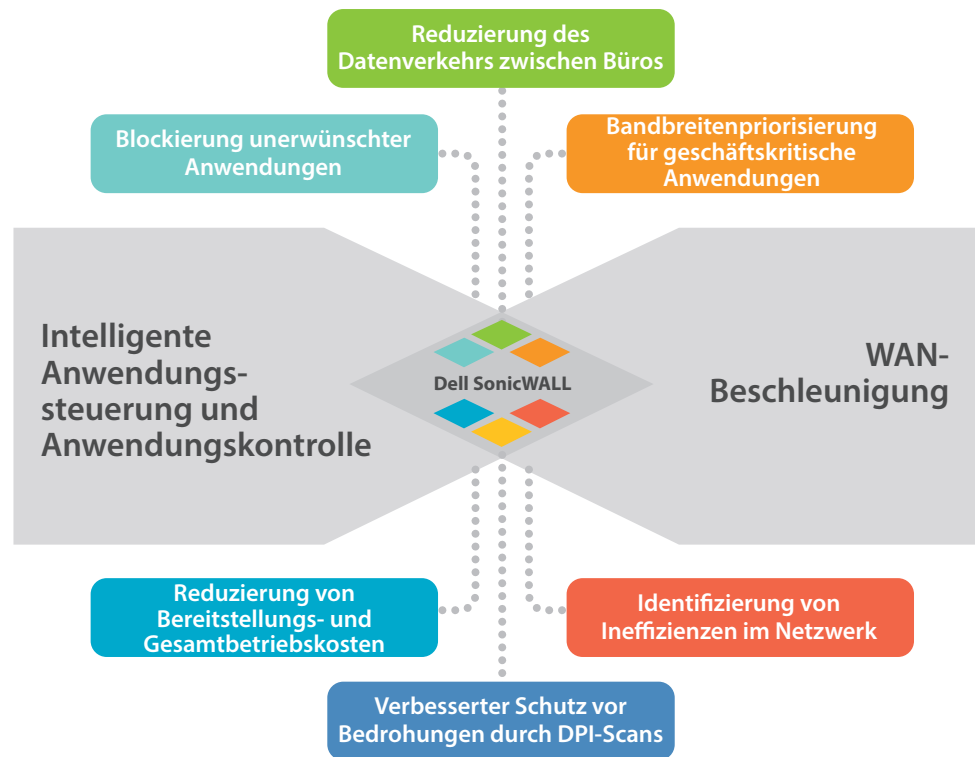 Reduzierung des
Datenverkehrs zwischen Büros
Blockierung unerwünschter
Anwendungen
Bandbreitenpriorisierung
für geschäftskritische
Anwendungen
Intelligente
Anwendungs-
steuerung und
Anwendungskontrolle
Dell SonicWALL
WAN-
Beschleunigung
Reduzierung von
Bereitstellungs- und
Gesamtbetriebskosten
Identifizierung von
Ineffizienzen im Netzwerk
Verbesserter Schutz vor
Bedrohungen durch DPI-Scans